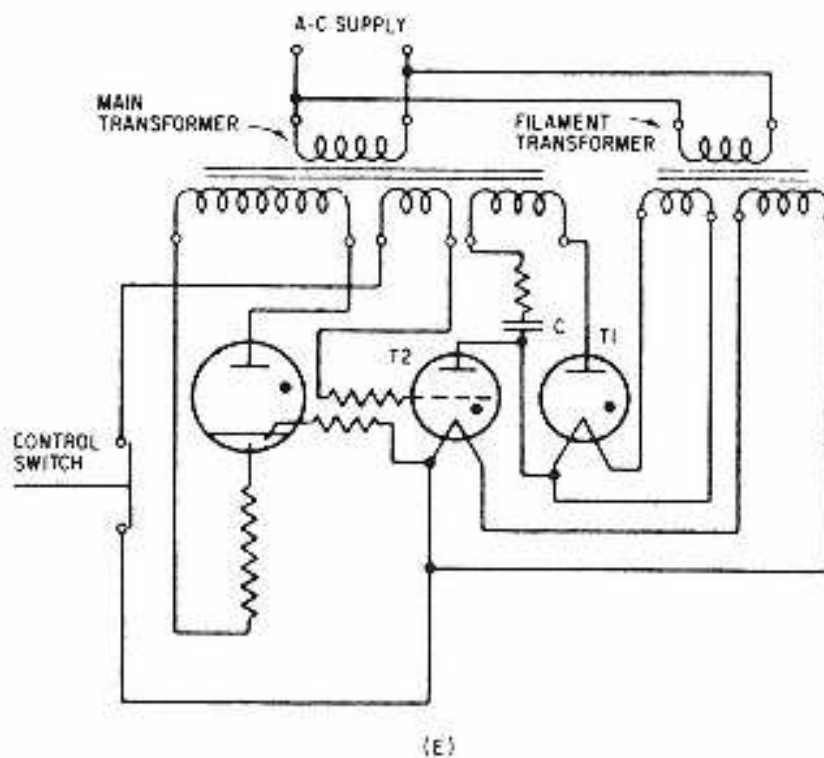 A-C SUPPLY
MAIN
TRANSFORMER
FILAMENT
TRANSFORMER
C
T1
T2
CONTROL
SWITCH
(E)